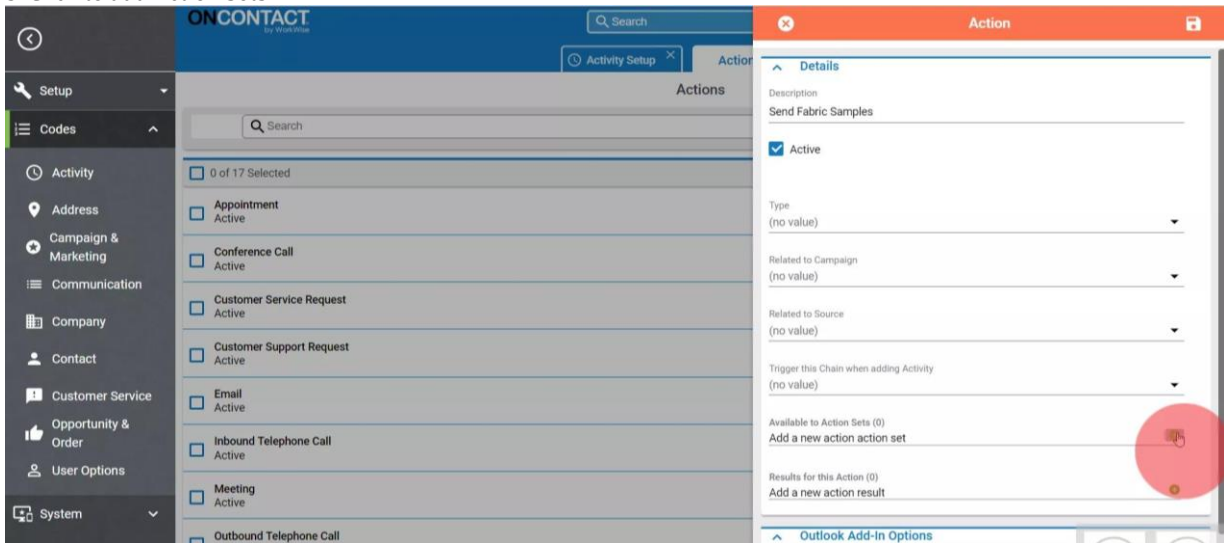 ONCONTACT
by WorkWise
Search
Action
Activity Setup
Action
Details
Setup
Actions
Description
Send Fabric Samples
Codes
Search
Active
Activity
0 of 17 Selected
Address
Appointment
Active
Type
(no value)
Campaign &
Marketing
Conference Call
Active
Related to Campaign
(no value)
Communication
Customer Service Request
Active
Company
Related to Source
(no value)
Contact
Customer Support Request
Active
Trigger this Chain when adding Activity
(no value)
Customer Service
Email
Active
Opportunity &
Order
Inbound Telephone Call
Active
Available to Action Sets (0)
Add a new action action set
User Options
Meeting
Active
Results for this Action (0)
Add a new action result
System
Outbound Telephone Call
Outlook Add-In Options